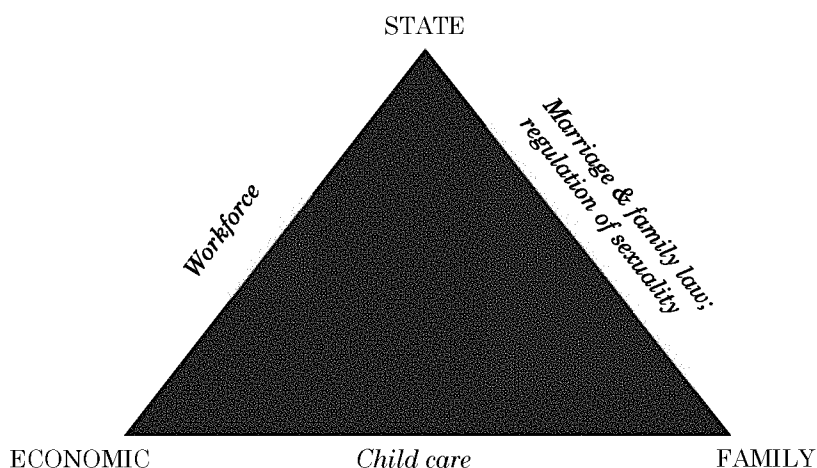 STATE
Workforce
Marriage & family law;
regulation of sexuality
ECONOMIC
Child care
FAMILY